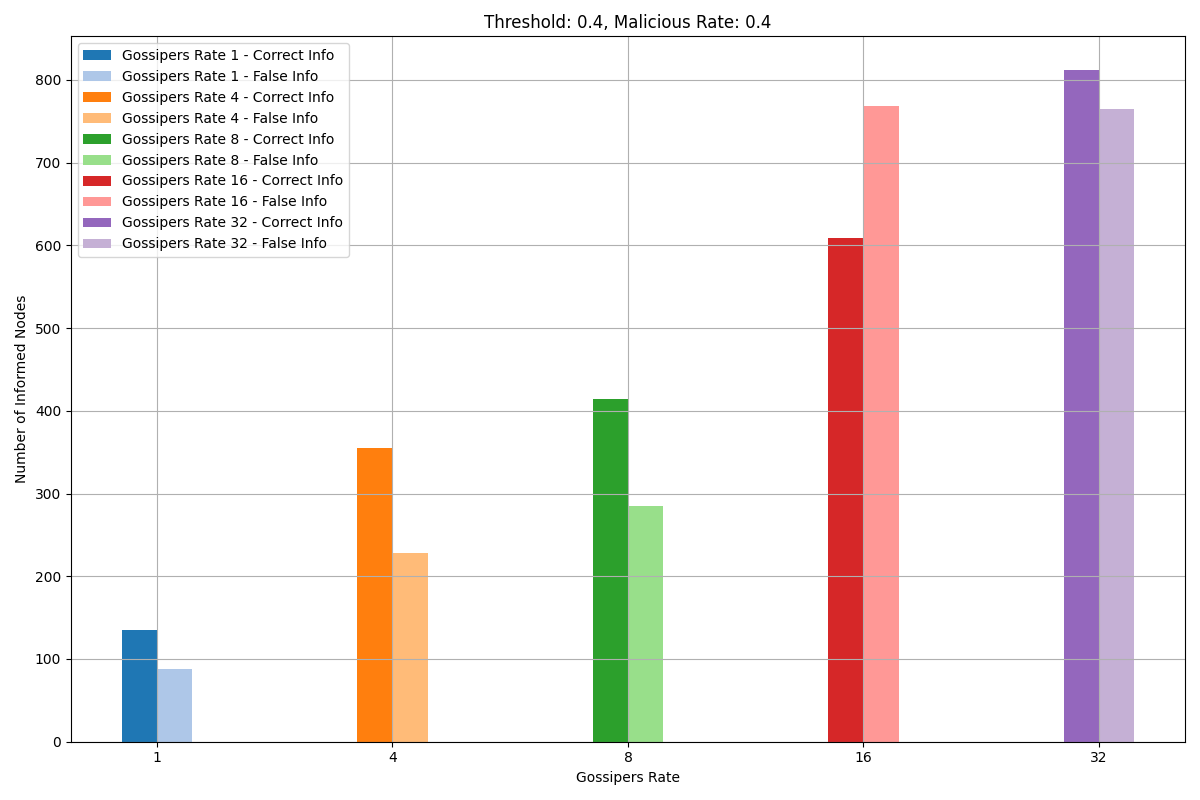 Threshold: 0.4, Malicious Rate: 0.4
Gossipers Rate 1 - Correct Info
Gossipers Rate 1 - False Info
Gossipers Rate 4 - Correct Info
Gossipers Rate 4 - False Info
Gossipers Rate 8 - Correct Info
Gossipers Rate 8 - False Info
Gossipers Rate 16 - Correct Info
Gossipers Rate 16 - False Info
Gossipers Rate 32 - Correct Info
Gossipers Rate 32 - False Info
Number of Informed Nodes
800
700
600
500
400
300
200
100
0
1 4 8 16 32
Gossipers Rate